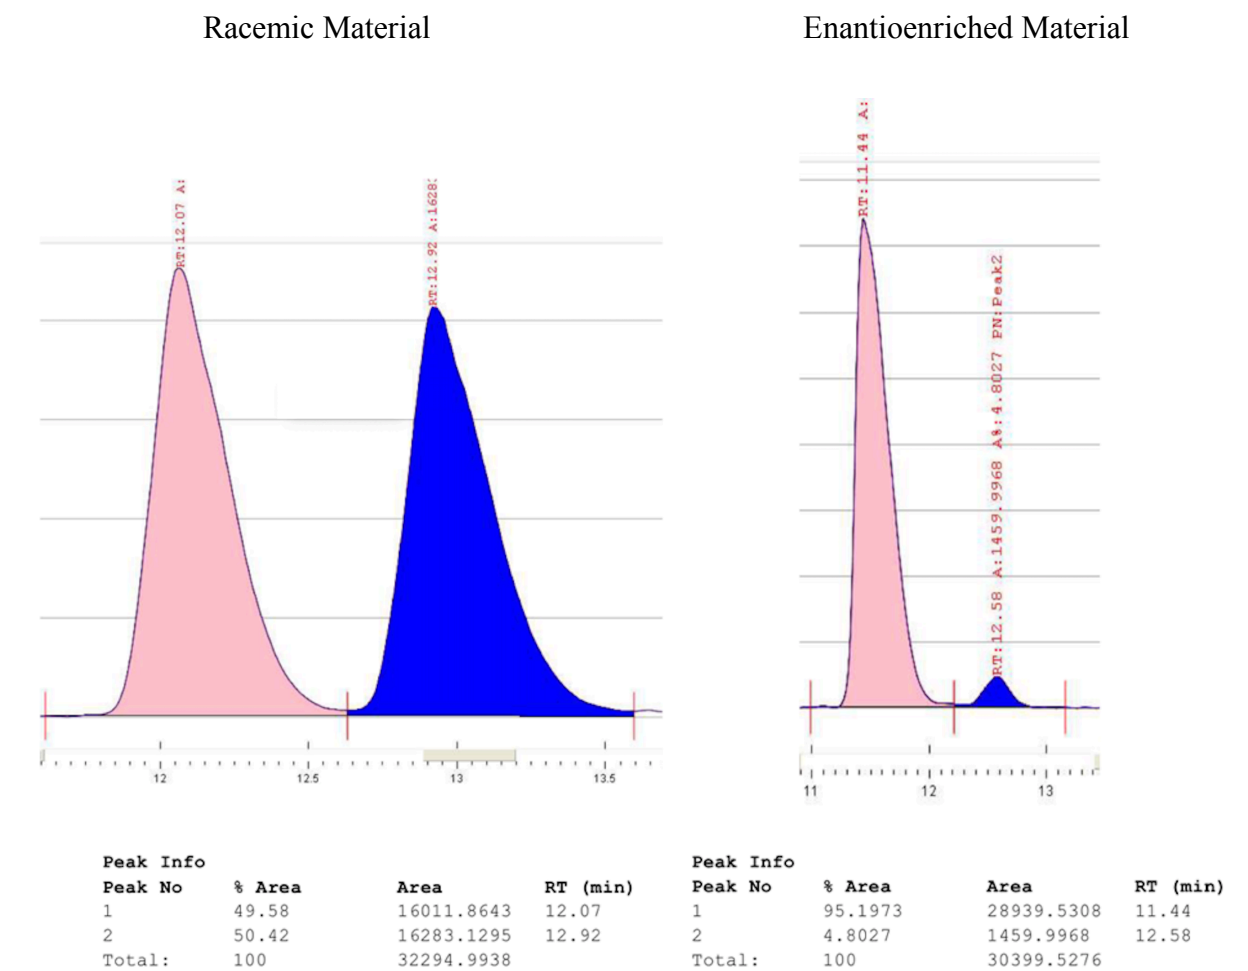 Racemic Material
Enantioenriched Material
RT:12.07 A:
RT:12.92 A:1628
RT:11.44 A:
RT:12.58 A:1459.9968 A%:4.8027 PN:Peak2
12 12.5 13 13.5
11 12 13
Peak Info
Peak No % Area Area RT (min)
1 49.58 16011.8643 12.07
2 50.42 16283.1295 12.92
Total: 100 32294.9938
Peak Info
Peak No % Area Area RT (min)
1 95.1973 28939.5308 11.44
2 4.8027 1459.9968 12.58
Total: 100 30399.5276